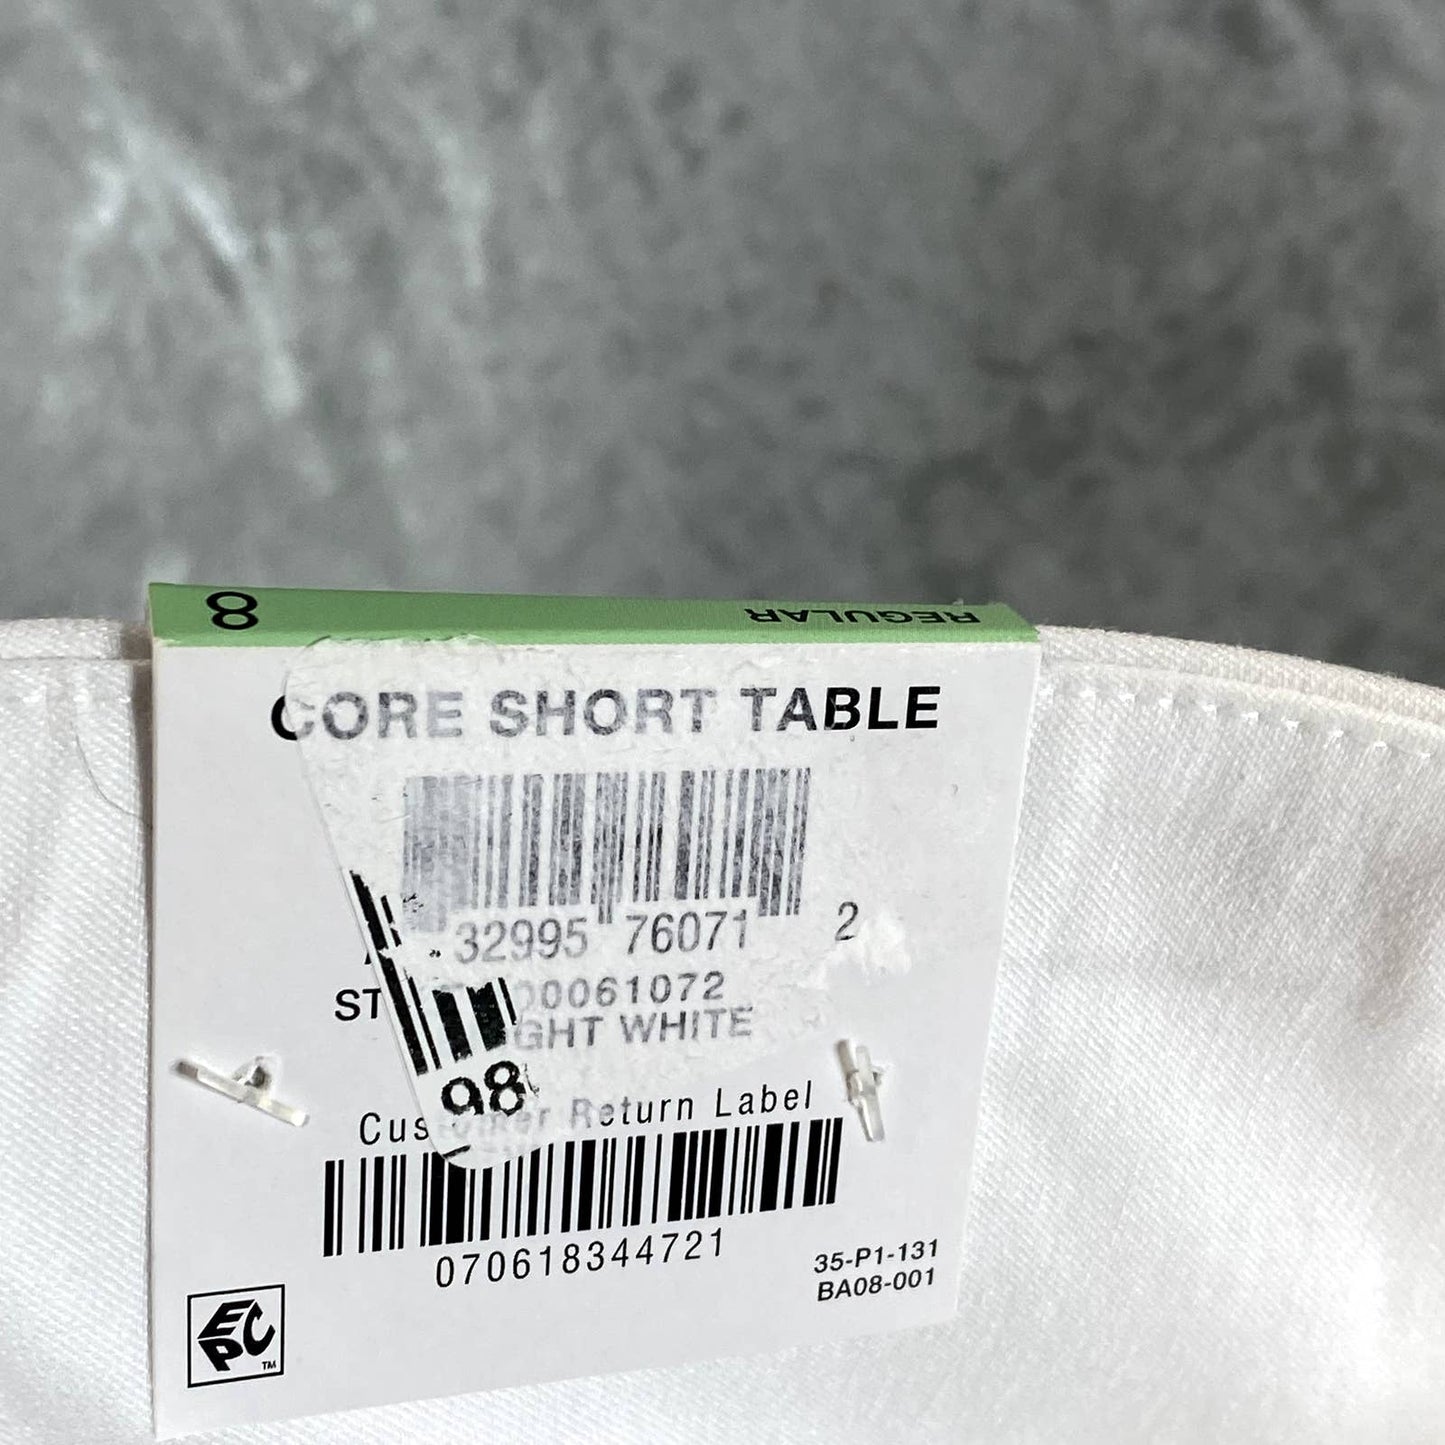 8 REGULAR
CORE SHORT TABLE
32995 76071 2
ST 00061072
GHT WHITE
98
Customer Return Label
070618344721
35-P1-131
BA08-001
EPC TM